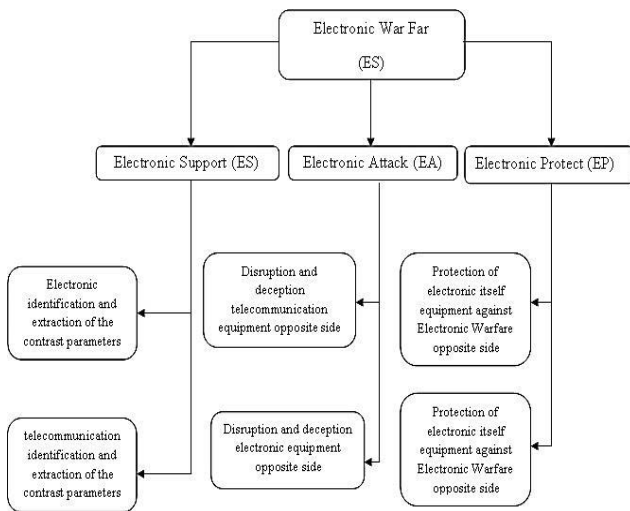 Electronic War Far
(ES)
Electronic Support (ES)
Electronic Attack (EA)
Electronic Protect (EP)
Electronic
identification and
extraction of the
contrast parameters
Disruption and
deception
telecommunication
equipment opposite
side
Protection of
electronic itself
equipment against
Electronic Warfare
opposite side
telecommunication
identification and
extraction of the
contrast parameters
Disruption and deception
electronic equipment
opposite side
Protection of
electronic itself
equipment against
Electronic Warfare
opposite side